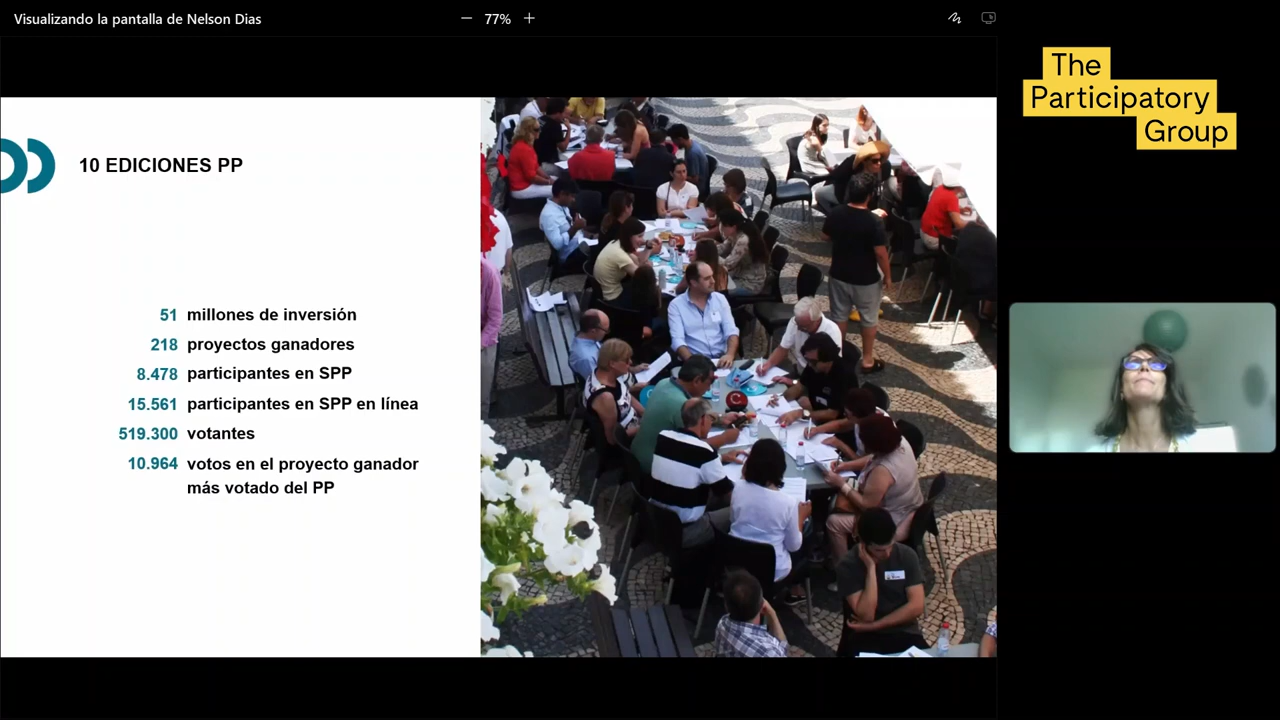 Visualizando la pantalla de Nelson Dias
77%
The
Participatory
Group
10 EDICIONES PP
51 millones de inversión
218 proyectos ganadores
8.478 participantes en SPP
15.561 participantes en SPP en línea
519.300 votantes
10.964 votos en el proyecto ganador
más votado del PP